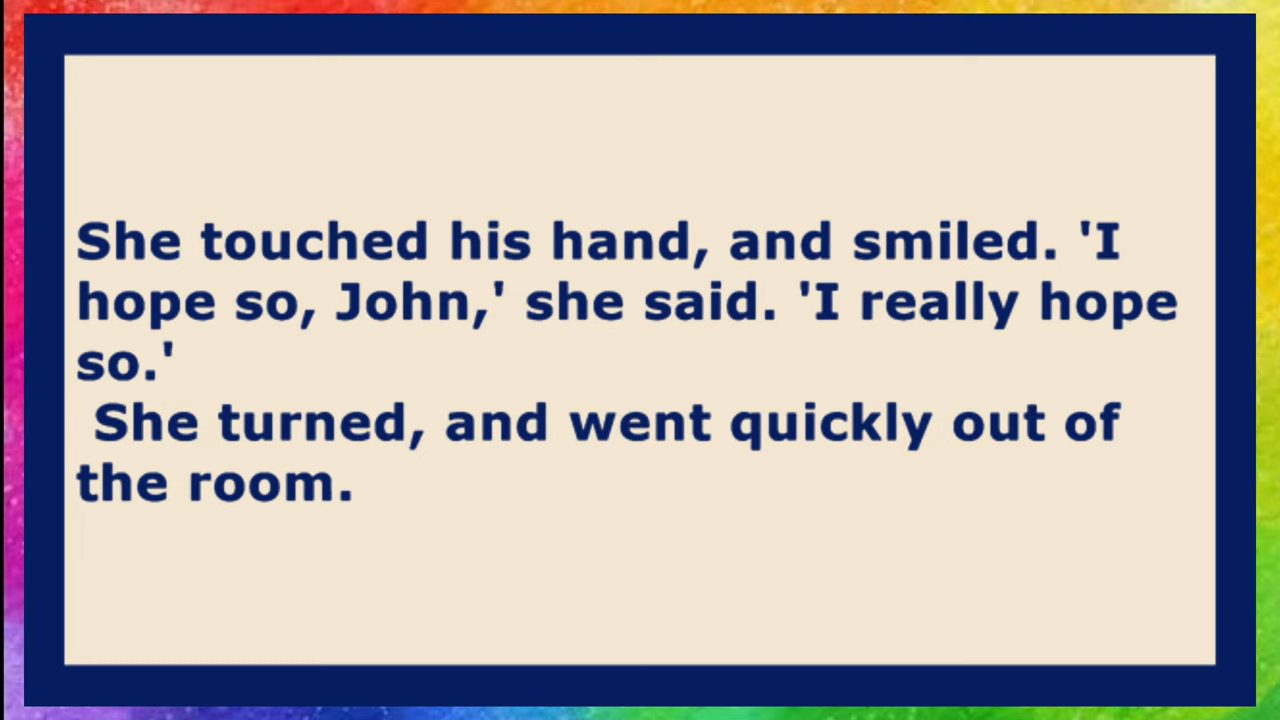 She touched his hand, and smiled. 'I
hope so, John,' she said. 'I really hope
so.'
She turned, and went quickly out of
the room.